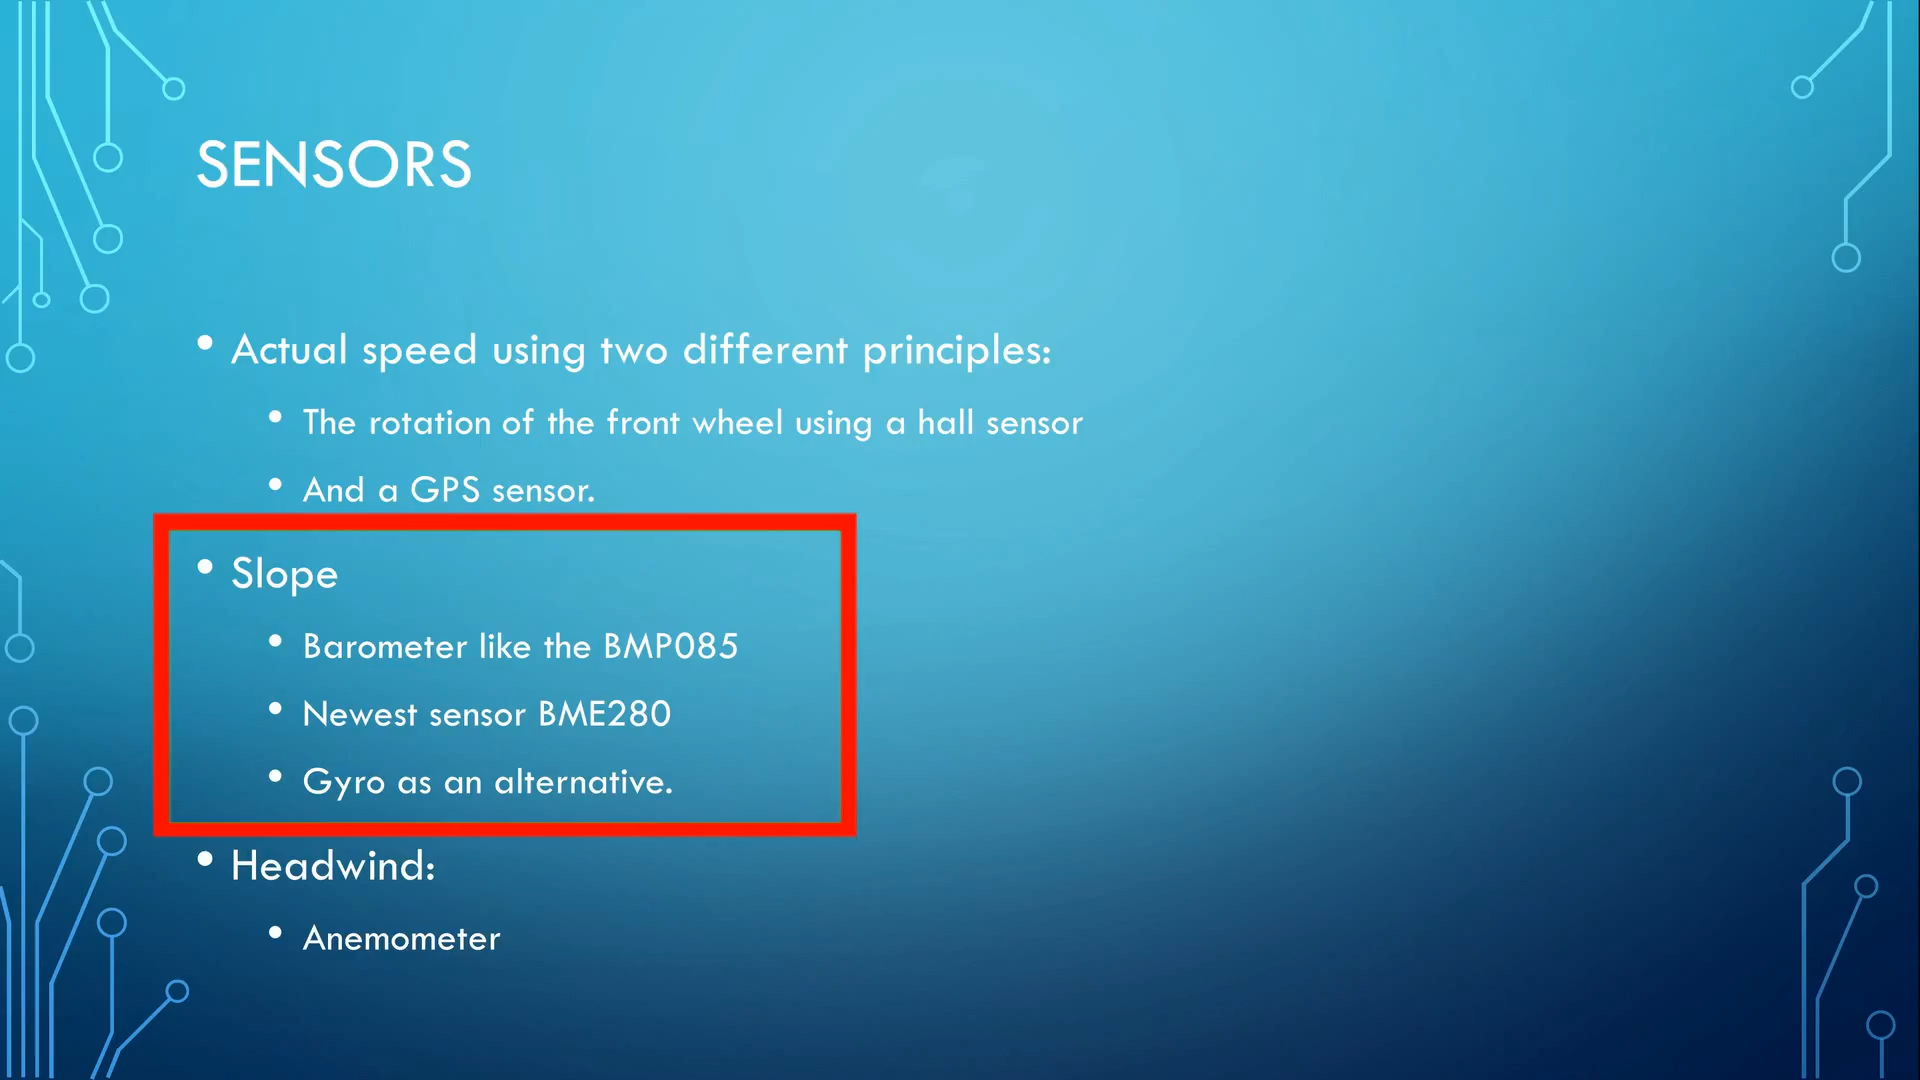 SENSORS
• Actual speed using two different principles:
• The rotation of the front wheel using a hall sensor
• And a GPS sensor.
• Slope
• Barometer like the BMP085
• Newest sensor BME280
• Gyro as an alternative.
• Headwind:
• Anemometer